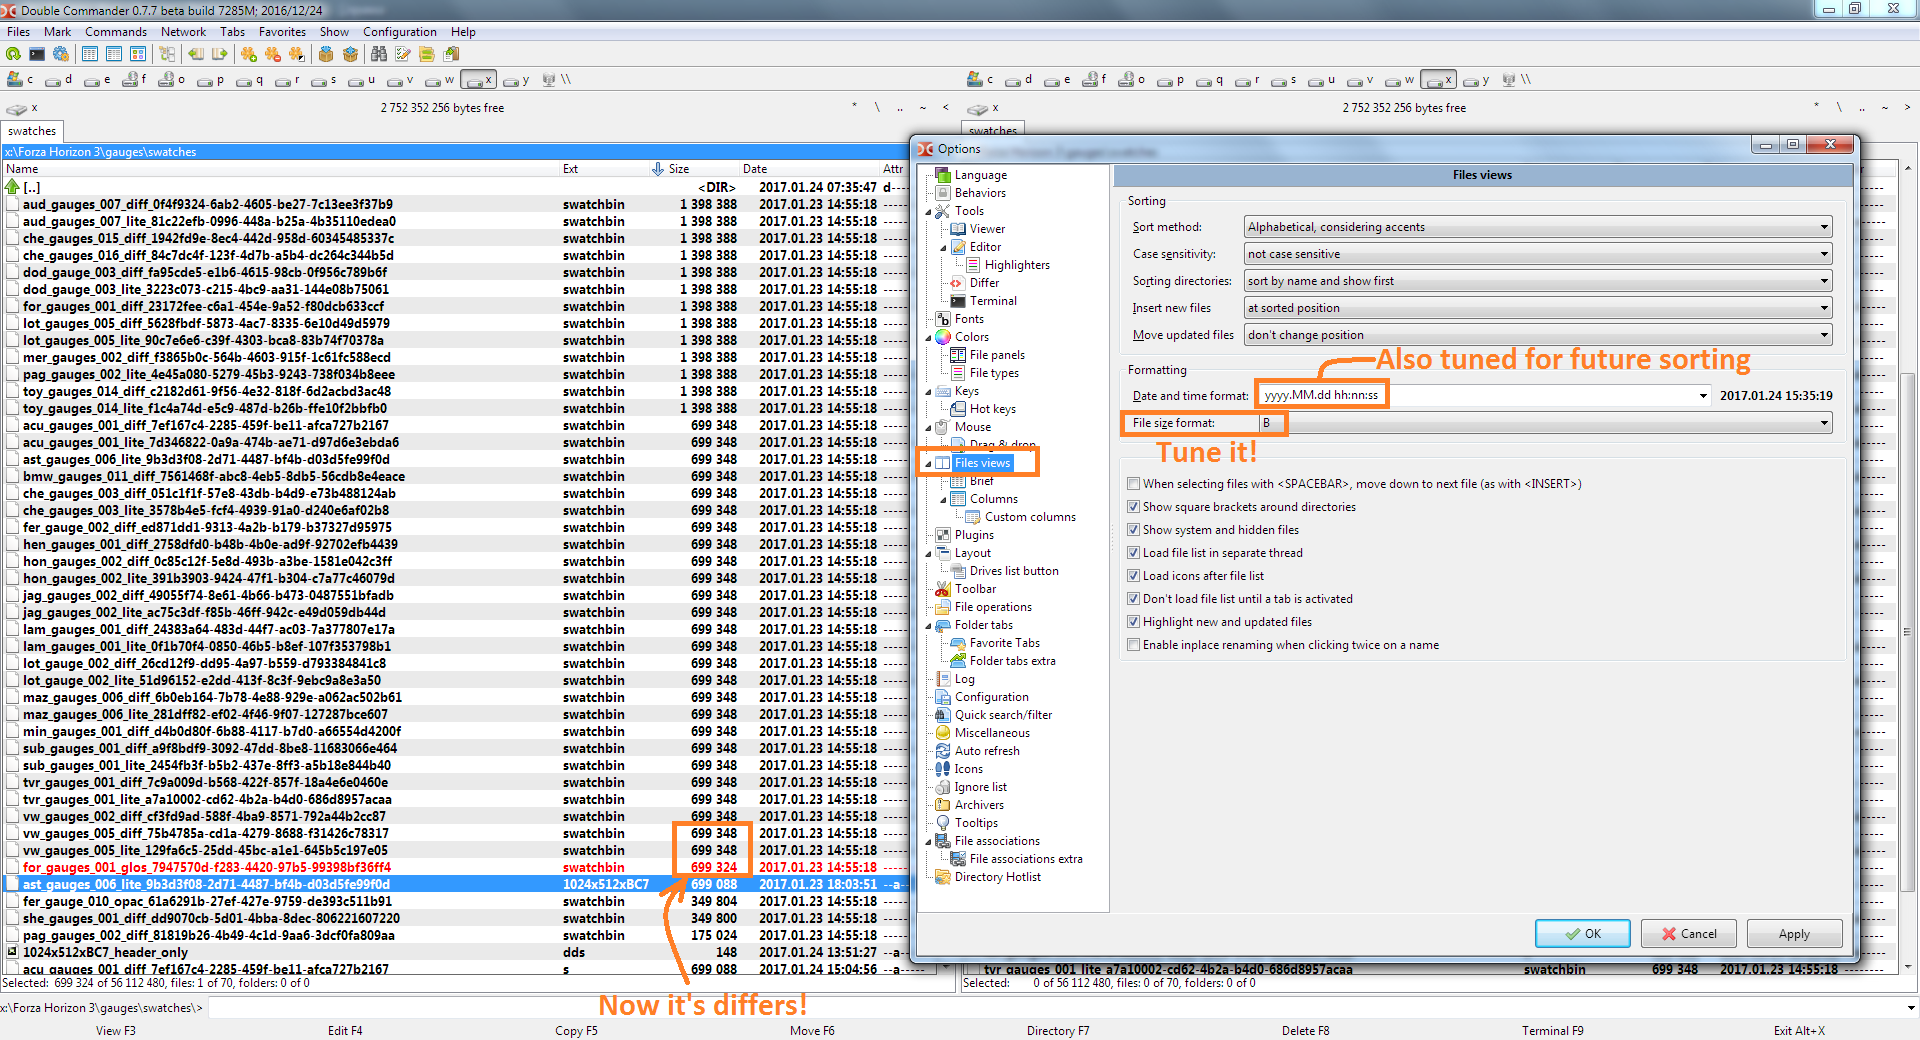 Double Commander 0.7.7 beta build 7285M; 2016/12/24
Files Mark Commands Network Tabs Favorites Show Configuration Help
c d e f o p q r s u v w x y \\
c d e f o p q r s u v w x y \\
x 2 752 352 256 bytes free * \ .. ~ <
x 2 752 352 256 bytes free * \ .. ~ >
swatches
swatches
x:\Forza Horizon 3\gauges\swatches
Name Ext Size Date Attr
[..] <DIR> 2017.01.24 07:35:47 d-----
aud_gauges_007_diff_0f4f9324-6ab2-4605-be27-7c13ee3f37b9 swatchbin 1 398 388 2017.01.23 14:55:18
aud_gauges_007_lite_81c22efb-0996-448a-b25a-4b35110edea0 swatchbin 1 398 388 2017.01.23 14:55:18
che_gauges_015_diff_1942fd9e-8ec4-442d-958d-60345485337c swatchbin 1 398 388 2017.01.23 14:55:18
che_gauges_016_diff_84c7dc4f-123f-4d7b-a5b4-dc264c344b5d swatchbin 1 398 388 2017.01.23 14:55:18
dod_gauge_003_diff_fa95cde5-e1b6-4615-98cb-0f956c789b6f swatchbin 1 398 388 2017.01.23 14:55:18
dod_gauge_003_lite_3223c073-c215-4bc9-aa31-144e08b75061 swatchbin 1 398 388 2017.01.23 14:55:18
for_gauges_001_diff_23172fee-c6a1-454e-9a52-f80dcb633ccf swatchbin 1 398 388 2017.01.23 14:55:18
lot_gauges_005_diff_5628fbdf-5873-4ac7-8335-6e10d49d5979 swatchbin 1 398 388 2017.01.23 14:55:18
lot_gauges_005_lite_90c7e6e6-c39f-4303-bca8-83b74f70378a swatchbin 1 398 388 2017.01.23 14:55:18
mer_gauges_002_diff_f3865b0c-564b-4603-915f-1c61fc588ecd swatchbin 1 398 388 2017.01.23 14:55:18
pag_gauges_002_lite_4e45a080-5279-45b3-9243-738f034b8eee swatchbin 1 398 388 2017.01.23 14:55:18
toy_gauges_014_diff_c2182d61-9f56-4e32-818f-6d2acbd3ac48 swatchbin 1 398 388 2017.01.23 14:55:18
toy_gauges_014_lite_f1c4a74d-e5c9-487d-b26b-ffe10f2bbfb0 swatchbin 1 398 388 2017.01.23 14:55:18
acu_gauges_001_diff_7ef167c4-2285-459f-be11-afca727b2167 swatchbin 699 348 2017.01.23 14:55:18
acu_gauges_001_lite_7d346822-0a9a-474b-ae71-d97d6e3ebda6 swatchbin 699 348 2017.01.23 14:55:18
ast_gauges_006_lite_9b3d3f08-2d71-4487-bf4b-d03d5fe99f0d swatchbin 699 348 2017.01.23 14:55:18
bmw_gauges_011_diff_7561468f-abc8-4eb5-8db5-56cdb8e4eace swatchbin 699 348 2017.01.23 14:55:18
che_gauges_003_diff_051c1f1f-57e8-43db-b4d9-e73b488124ab swatchbin 699 348 2017.01.23 14:55:18
che_gauges_003_lite_3578b4e5-fcf4-4939-91a0-d240e6af02b8 swatchbin 699 348 2017.01.23 14:55:18
fer_gauge_002_diff_ed871dd1-9313-4a2b-b179-b37327d95975 swatchbin 699 348 2017.01.23 14:55:18
hen_gauges_001_diff_2758dfd0-b48b-4b0e-ad9f-92702efb4439 swatchbin 699 348 2017.01.23 14:55:18
hon_gauges_002_diff_0c85c12f-5e8d-493b-a3be-1581e042c3ff swatchbin 699 348 2017.01.23 14:55:18
hon_gauges_002_lite_391b3903-9424-47f1-b304-c7a77c46079d swatchbin 699 348 2017.01.23 14:55:18
jag_gauges_002_diff_49055f74-8e61-4b66-b473-0487551bfadb swatchbin 699 348 2017.01.23 14:55:18
jag_gauges_002_lite_ac75c3df-f85b-46ff-942c-e49d059db44d swatchbin 699 348 2017.01.23 14:55:18
lam_gauges_001_diff_24383a64-483d-44f7-ac03-7a377807e17a swatchbin 699 348 2017.01.23 14:55:18
lam_gauges_001_lite_0f1b70f4-0850-46b5-b8ef-107f353798b1 swatchbin 699 348 2017.01.23 14:55:18
lot_gauge_002_diff_26cd12f9-dd95-4a97-b559-d793384841c8 swatchbin 699 348 2017.01.23 14:55:18
lot_gauge_002_lite_51d96152-e2dd-413f-8c3f-9ebc9a8e3a50 swatchbin 699 348 2017.01.23 14:55:18
maz_gauges_006_diff_6b0eb164-7b78-4e88-929e-a062ac502b61 swatchbin 699 348 2017.01.23 14:55:18
maz_gauges_006_lite_281dff82-ef02-4f46-9f07-127287bce607 swatchbin 699 348 2017.01.23 14:55:18
min_gauges_001_diff_d4b0d80f-6b88-4117-b7d0-a66554d4200f swatchbin 699 348 2017.01.23 14:55:18
sub_gauges_001_diff_a9f8bdf9-3092-47dd-8be8-11683066e464 swatchbin 699 348 2017.01.23 14:55:18
sub_gauges_001_lite_2454fb3f-b5b2-437e-8ff3-a5b18e844b40 swatchbin 699 348 2017.01.23 14:55:18
tvr_gauges_001_diff_7c9a009d-b568-422f-857f-18a4e6e0460e swatchbin 699 348 2017.01.23 14:55:18
tvr_gauges_001_lite_a7a10002-cd62-4b2a-b4d0-686d8957acaa swatchbin 699 348 2017.01.23 14:55:18
vw_gauges_002_diff_cf3fd9ad-588f-4ba9-8571-792a44b2cc87 swatchbin 699 348 2017.01.23 14:55:18
vw_gauges_005_diff_75b4785a-cd1a-4279-8688-f31426c78317 swatchbin 699 348 2017.01.23 14:55:18
vw_gauges_005_lite_129fa6c5-25dd-45bc-a1e1-645b5c197e05 swatchbin 699 348 2017.01.23 14:55:18
for_gauges_001_glos_7947570d-f283-4420-97b5-99398bf36ff4 swatchbin 699 324 2017.01.23 14:55:18
ast_gauges_006_lite_9b3d3f08-2d71-4487-bf4b-d03d5fe99f0d 1024x512xBC7 699 088 2017.01.23 18:03:51 --a---
fer_gauge_010_opac_61a6291b-27ef-427e-9759-de393c511b91 swatchbin 349 804 2017.01.23 14:55:18
she_gauges_001_diff_dd9070cb-5d01-4bba-8dec-806221607220 swatchbin 349 800 2017.01.23 14:55:18
pag_gauges_002_diff_81819b26-4b49-4c1d-9aa6-3dcf0fa809aa swatchbin 175 024 2017.01.23 14:55:18
1024x512xBC7_header_only dds 148 2017.01.24 13:51:27 --a---
acu_gauges_001_diff_7ef167c4-2285-459f-be11-afca727b2167 s 699 088 2017.01.24 15:04:56 --a-----
Selected: 699 324 of 56 112 480, files: 1 of 70, folders: 0 of 0
Now it's differs!
Options
Language
Behaviors
Tools
Viewer
Editor
Highlighters
Differ
Terminal
Fonts
Colors
File panels
File types
Keys
Hot keys
Mouse
Drag & drop
Files views
Brief
Columns
Custom columns
Plugins
Layout
Drives list button
Toolbar
File operations
Folder tabs
Favorite Tabs
Folder tabs extra
Log
Configuration
Quick search/filter
Miscellaneous
Auto refresh
Icons
Ignore list
Archivers
Tooltips
File associations
File associations extra
Directory Hotlist
Files views
Sorting
Sort method: Alphabetical, considering accents
Case sensitivity: not case sensitive
Sorting directories: sort by name and show first
Insert new files at sorted position
Move updated files don't change position
Also tuned for future sorting
Formatting
Date and time format: yyyy.MM.dd hh:nn:ss 2017.01.24 15:35:19
File size format: B
Tune it!
When selecting files with <SPACEBAR>, move down to next file (as with <INSERT>)
Show square brackets around directories
Show system and hidden files
Load file list in separate thread
Load icons after file list
Don't load file list until a tab is activated
Highlight new and updated files
Enable inplace renaming when clicking twice on a name
OK Cancel Apply
tvr_gauges_001_lite_a7a10002-cd62-4b2a-b4d0-686d8957acaa swatchbin 699 348 2017.01.23 14:55:18
Selected: 0 of 56 112 480, files: 0 of 70, folders: 0 of 0
x:\Forza Horizon 3\gauges\swatches\>
View F3 Edit F4 Copy F5 Move F6 Directory F7 Delete F8 Terminal F9 Exit Alt+X